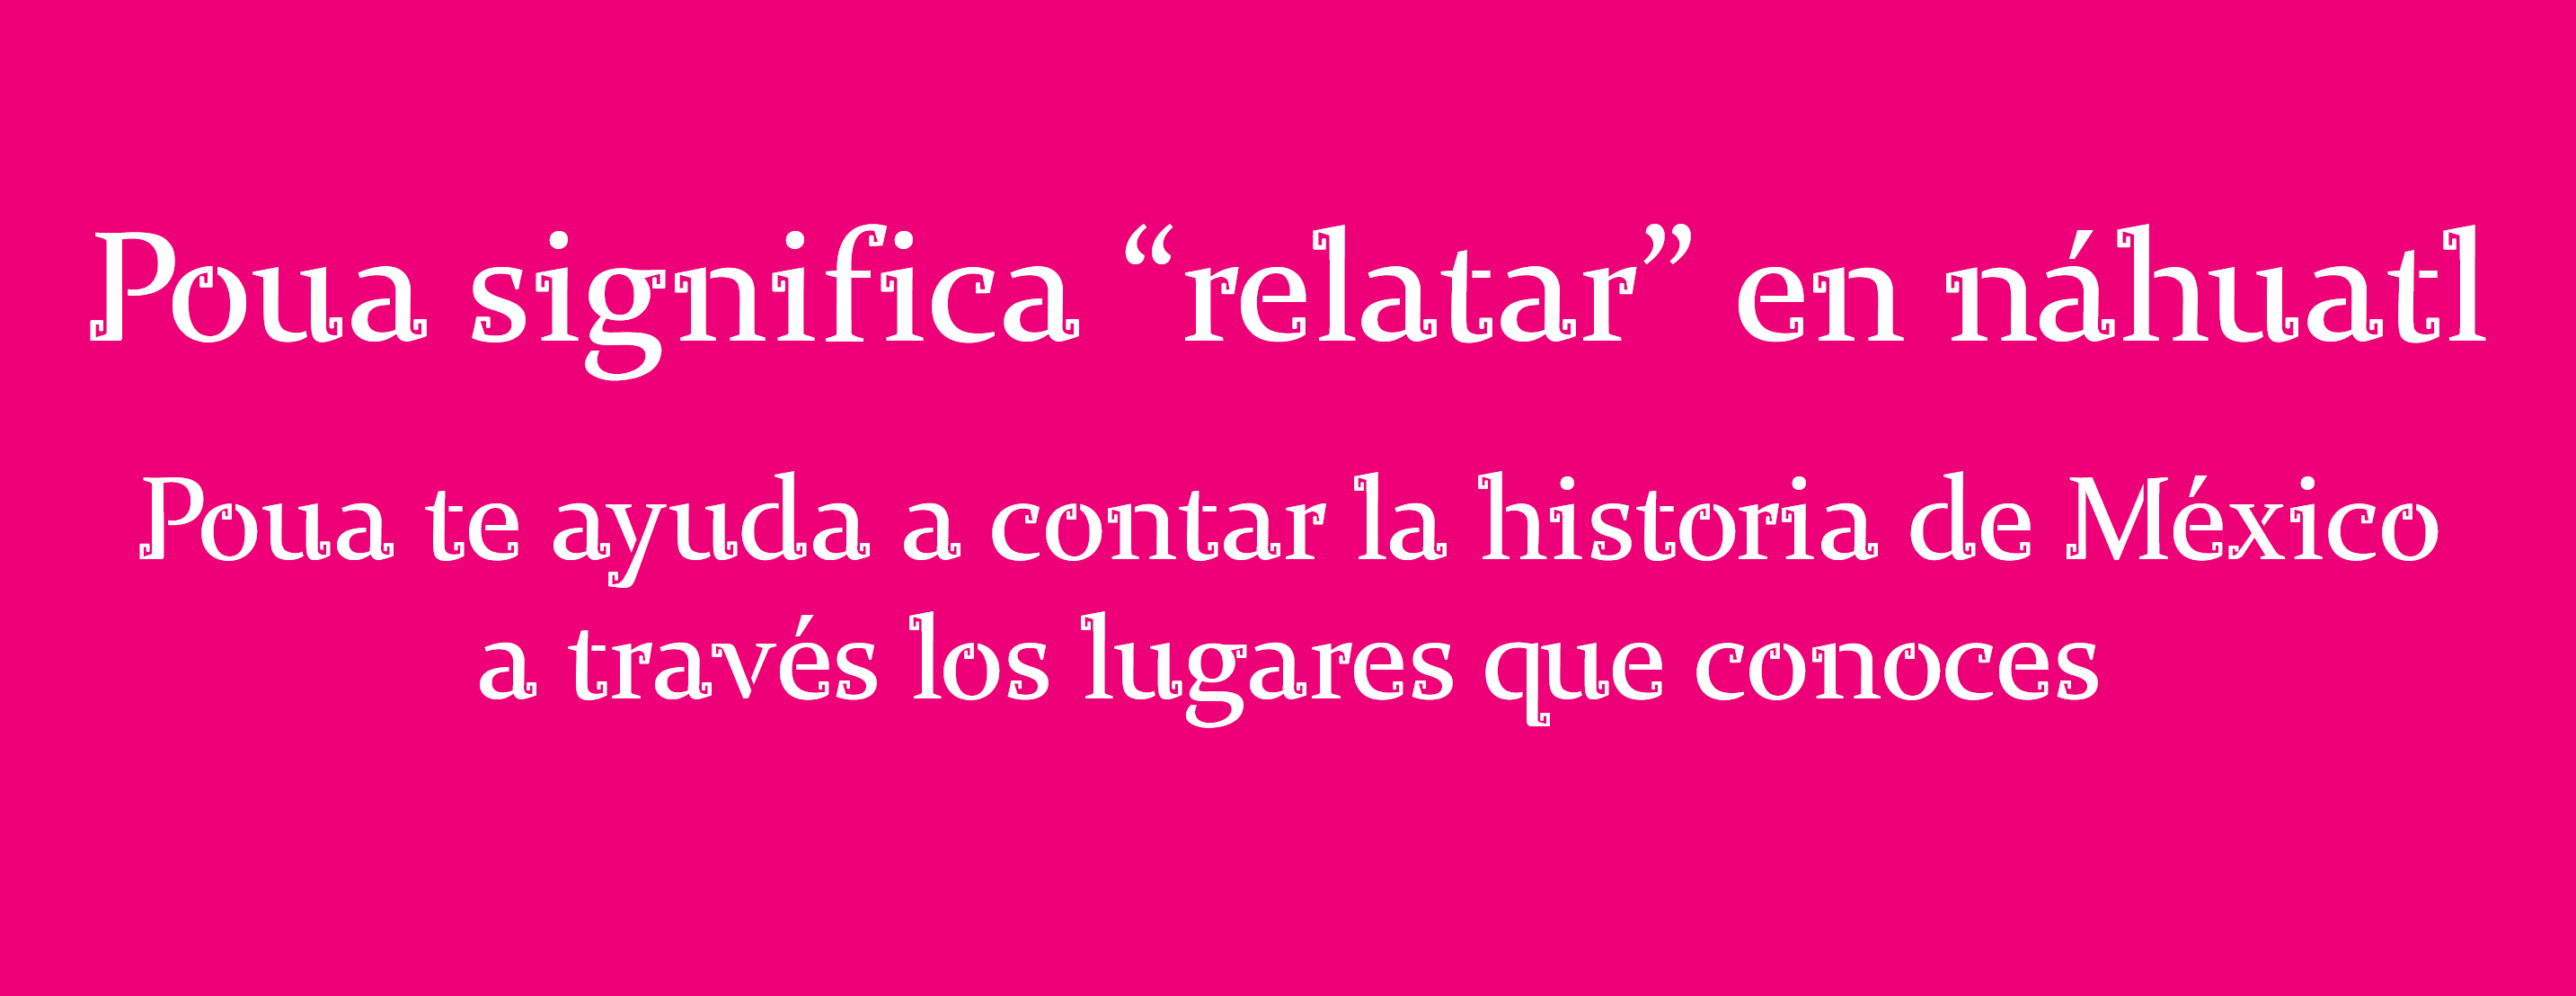 Poua significa “relatar” en náhuatl
Poua te ayuda a contar la historia de México
a través los lugares que conoces